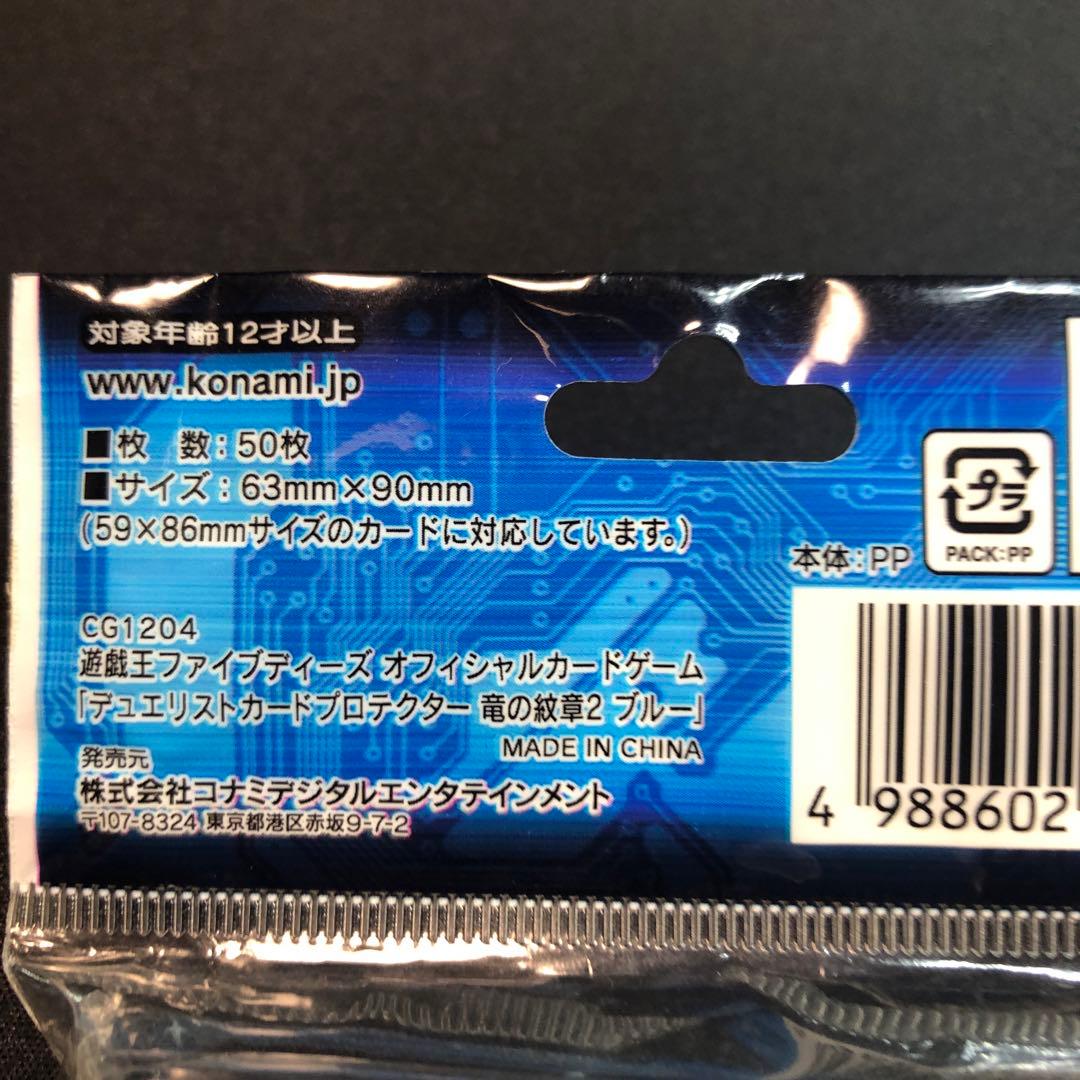 対象年齢12才以上
www.konami.jp
■枚 数：50枚
■サイズ：63mm×90mm
(59×86mmサイズのカードに対応しています。)
プラ
PACK:PP
本体：PP
CG1204
遊戯王ファイブディーズ オフィシャルカードゲーム
「デュエリストカードプロテクター 竜の紋章2 ブルー」
MADE IN CHINA
発売元
株式会社コナミデジタルエンタテインメント
〒107-8324 東京都港区赤坂9-7-2
4 988602